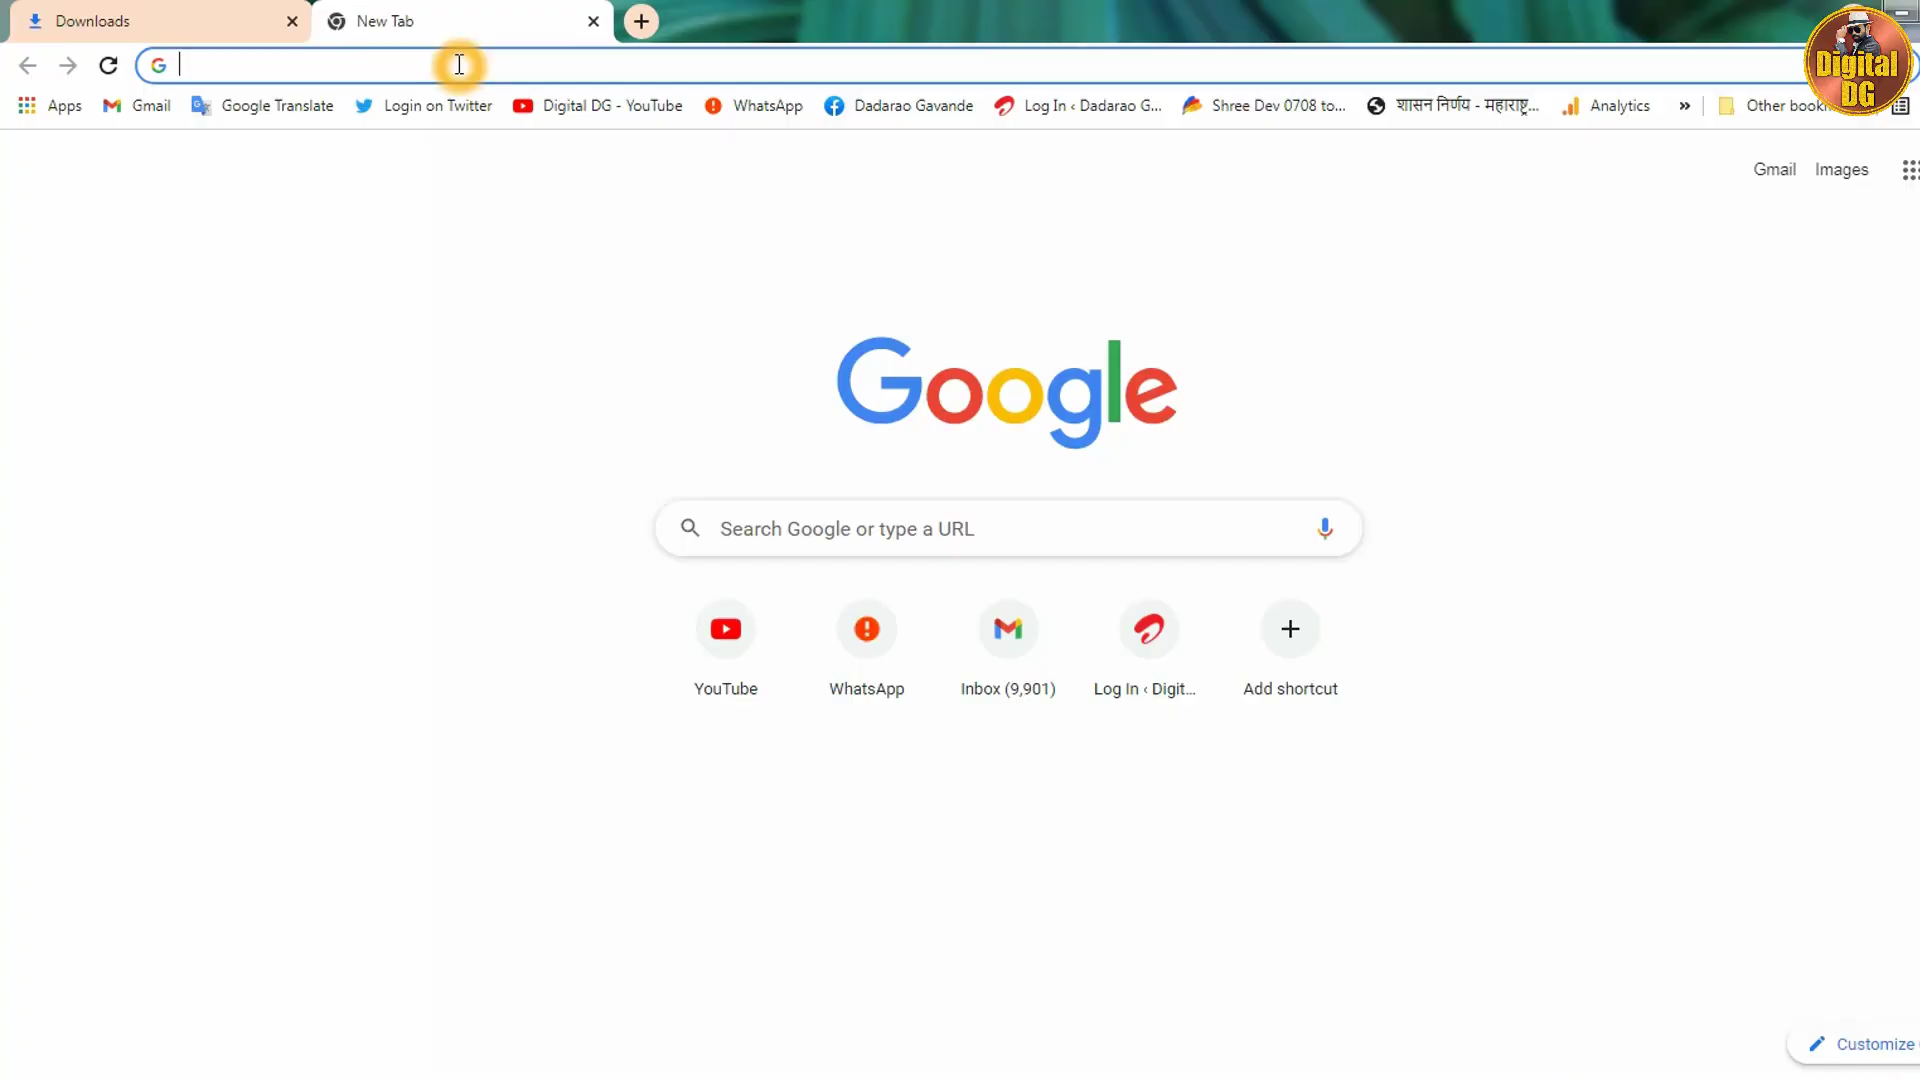 Downloads
New Tab
Apps
Gmail
Google Translate
Login on Twitter
Digital DG - YouTube
WhatsApp
Dadarao Gavande
Log In ‹ Dadarao G...
Shree Dev 0708 to...
शासन निर्णय - महाराष्ट्र...
Analytics
»
Digital
DG
Gmail
Images
Google
Search Google or type a URL
YouTube
WhatsApp
Inbox (9,901)
Log In ‹ Digit...
Add shortcut
Customize